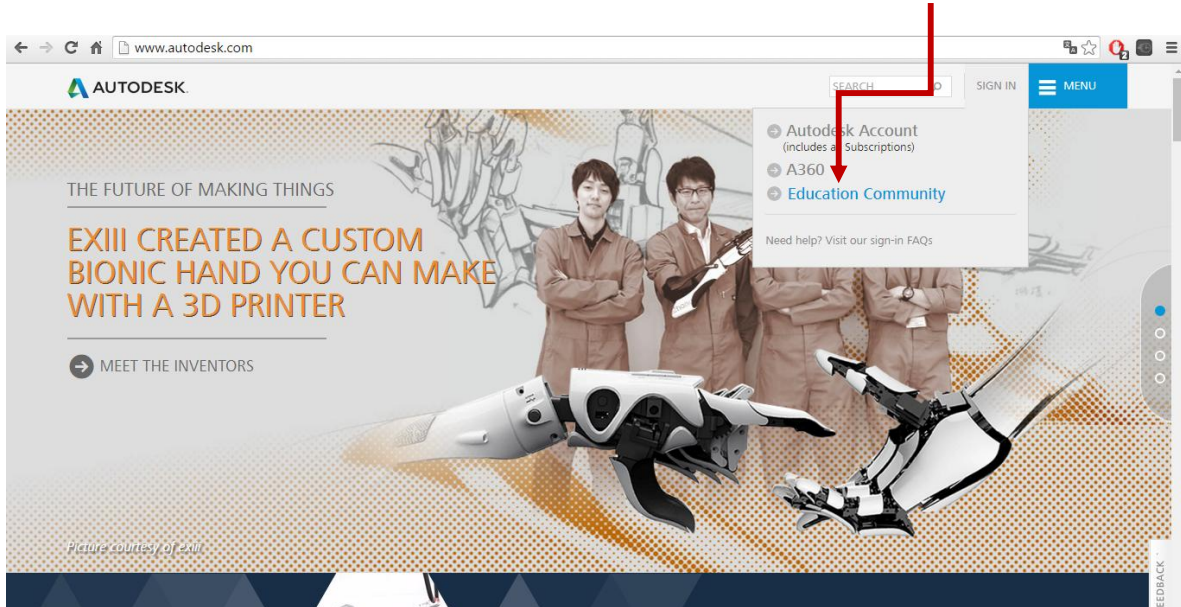 www.autodesk.com
2
AUTODESK.
SEARCH
SIGN IN
MENU
Autodesk Account
(includes Subscriptions)
A360
Education Community
Need help? Visit our sign-in FAQs
THE FUTURE OF MAKING THINGS
EXIII CREATED A CUSTOM
BIONIC HAND YOU CAN MAKE
WITH A 3D PRINTER
MEET THE INVENTORS
Picture courtesy of exiii
EEDBACK